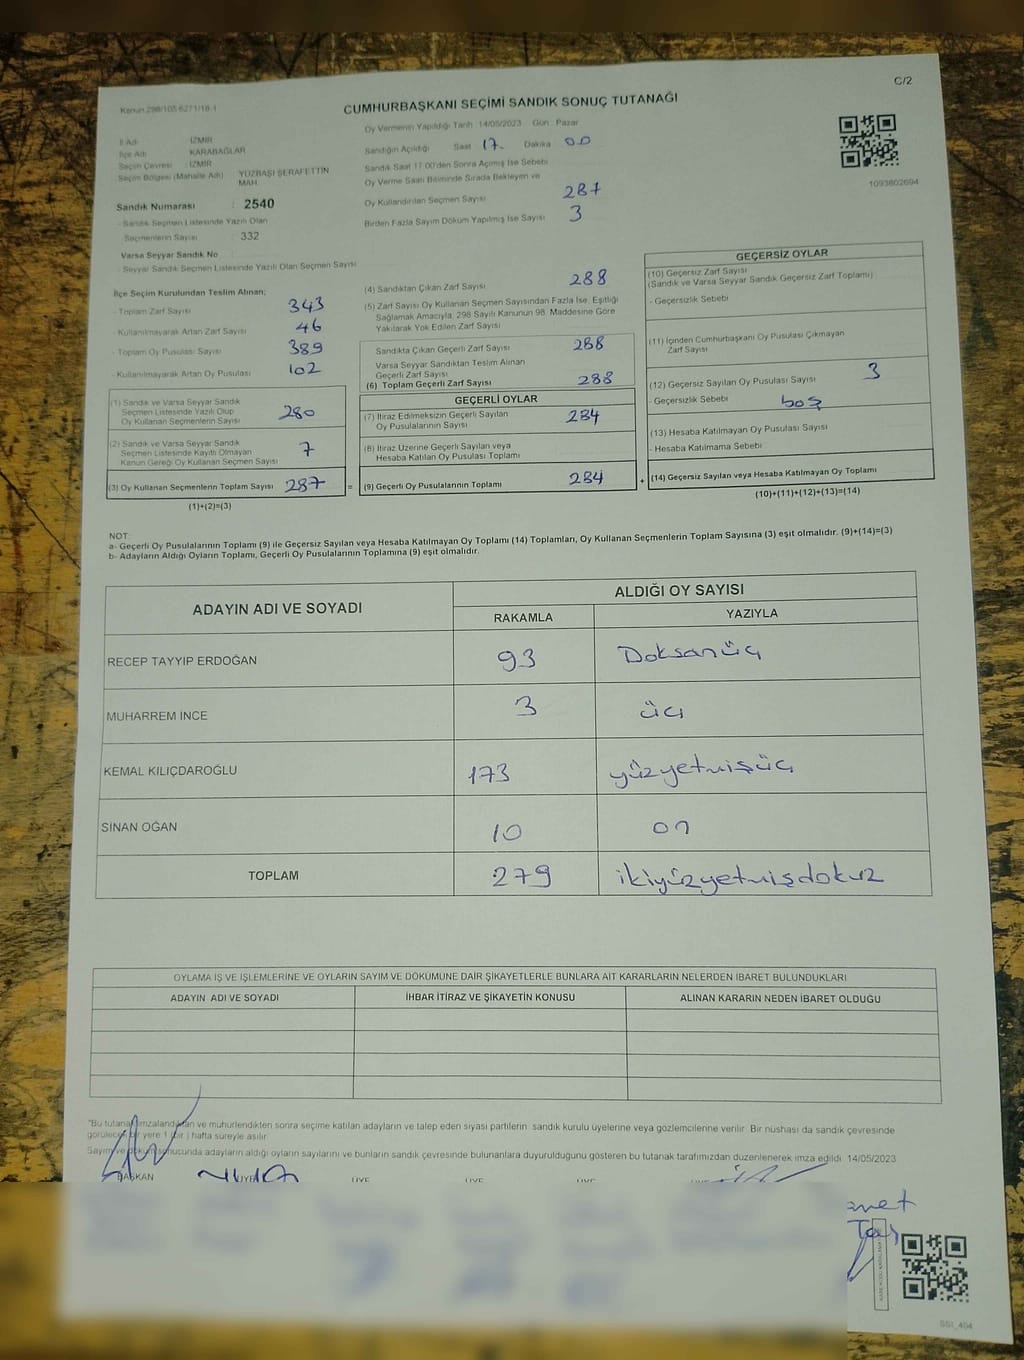 C/2
Kanun 298/105 6271/18-1
CUMHURBAŞKANI SEÇİMİ SANDIK SONUÇ TUTANAĞI
Oy Vermenin Yapıldığı Tarih : 14/05/2023 Gün : Pazar
İl Adı : İZMİR
İlçe Adı : KARABAĞLAR
Seçim Çevresi : İZMİR
Seçim Bölgesi (Mahalle Adı) : YÜZBAŞI ŞERAFETTİN MAH.
Sandık Numarası : 2540
- Sandık Seçmen Listesinde Yazılı Olan
Seçmenlerin Sayısı : 332
Varsa Seyyar Sandık No
- Seyyar Sandık Seçmen Listesinde Yazılı Olan Seçmen Sayısı
Sandığın Açıldığı Saat 17. Dakika 00
Sandık Saat 17.00'den Sonra Açılmış İse Sebebi
Oy Verme Saati Bitiminde Sırada Bekleyen ve
Oy Kullandırılan Seçmen Sayısı 287
Birden Fazla Sayım Döküm Yapılmış İse Sayısı 3
1093802694
İlçe Seçim Kurulundan Teslim Alınan;
- Toplam Zarf Sayısı 343
- Kullanılmayarak Artan Zarf Sayısı 46
- Toplam Oy Pusulası Sayısı 389
- Kullanılmayarak Artan Oy Pusulası 102
(1) Sandık ve Varsa Seyyar Sandık
Seçmen Listesinde Yazılı Olup
Oy Kullanan Seçmenlerin Sayısı 280
(2) Sandık ve Varsa Seyyar Sandık
Seçmen Listesinde Kayıtlı Olmayan
Kanun Gereği Oy Kullanan Seçmen Sayısı 7
(3) Oy Kullanan Seçmenlerin Toplam Sayısı 287 =
(1)+(2)=(3)
(4) Sandıktan Çıkan Zarf Sayısı 288
(5) Zarf Sayısı Oy Kullanan Seçmen Sayısından Fazla İse, Eşitliği
Sağlamak Amacıyla, 298 Sayılı Kanunun 98. Maddesine Göre
Yakılarak Yok Edilen Zarf Sayısı
Sandıkta Çıkan Geçerli Zarf Sayısı 288
Varsa Seyyar Sandıktan Teslim Alınan
Geçerli Zarf Sayısı
(6) Toplam Geçerli Zarf Sayısı 288
GEÇERLİ OYLAR
(7) İtiraz Edilmeksizin Geçerli Sayılan
Oy Pusulalarının Sayısı 284
(8) İtiraz Üzerine Geçerli Sayılan veya
Hesaba Katılan Oy Pusulası Toplamı
(9) Geçerli Oy Pusulalarının Toplamı 284 +
GEÇERSİZ OYLAR
(10) Geçersiz Zarf Sayısı
(Sandık ve Varsa Seyyar Sandık Geçersiz Zarf Toplamı)
- Geçersizlik Sebebi
(11) İçinden Cumhurbaşkanı Oy Pusulası Çıkmayan
Zarf Sayısı
(12) Geçersiz Sayılan Oy Pusulası Sayısı 3
- Geçersizlik Sebebi boş
(13) Hesaba Katılmayan Oy Pusulası Sayısı
- Hesaba Katılmama Sebebi
(14) Geçersiz Sayılan veya Hesaba Katılmayan Oy Toplamı
(10)+(11)+(12)+(13)=(14)
NOT:
a- Geçerli Oy Pusulalarının Toplamı (9) ile Geçersiz Sayılan veya Hesaba Katılmayan Oy Toplamı (14) Toplamları, Oy Kullanan Seçmenlerin Toplam Sayısına (3) eşit olmalıdır. (9)+(14)=(3)
b- Adayların Aldığı Oyların Toplamı, Geçerli Oy Pusulalarının Toplamına (9) eşit olmalıdır.
ADAYIN ADI VE SOYADI ALDIĞI OY SAYISI
RAKAMLA YAZIYLA
RECEP TAYYIP ERDOĞAN 93 Doksanüç
MUHARREM İNCE 3 üç
KEMAL KILIÇDAROĞLU 173 yüzyetmişüç
SİNAN OĞAN 10 on
TOPLAM 279 ikiyüzyetmişdokuz
OYLAMA İŞ VE İŞLEMLERİNE VE OYLARIN SAYIM VE DÖKÜMÜNE DAİR ŞİKAYETLERLE BUNLARA AİT KARARLARIN NELERDEN İBARET BULUNDUKLARI
ADAYIN ADI VE SOYADI İHBAR İTİRAZ VE ŞİKAYETİN KONUSU ALINAN KARARIN NEDEN İBARET OLDUĞU
"Bu tutanak imzalandıktan ve mühürlendikten sonra seçime katılan adayların ve talep eden siyasi partilerin sandık kurulu üyelerine veya gözlemcilerine verilir. Bir nüshası da sandık çevresinde
görülecek bir yere 1 (bir) hafta süreyle asılır.
Sayım ve döküm sonucunda adayların aldığı oyların sayılarını ve bunların sandık çevresinde bulunanlara duyurulduğunu gösteren bu tutanak tarafımızdan düzenlenerek imza edildi. 14/05/2023
BAŞKAN ÜYE ÜYE ÜYE
SSI_404